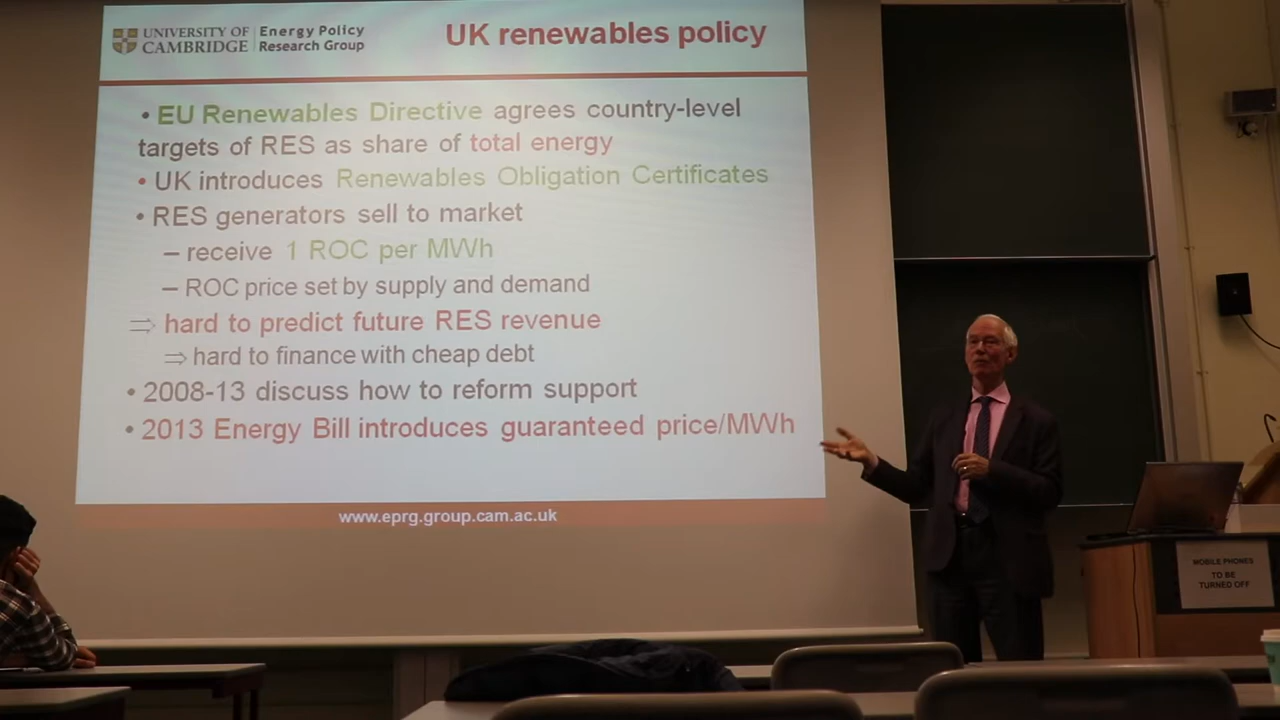 UNIVERSITY OF CAMBRIDGE
Energy Policy Research Group
UK renewables policy
• EU Renewables Directive agrees country-level
targets of RES as share of total energy
• UK introduces Renewables Obligation Certificates
• RES generators sell to market
– receive 1 ROC per MWh
– ROC price set by supply and demand
⇒ hard to predict future RES revenue
⇒ hard to finance with cheap debt
• 2008-13 discuss how to reform support
• 2013 Energy Bill introduces guaranteed price/MWh
www.eprg.group.cam.ac.uk
MOBILE PHONES
TO BE
TURNED OFF